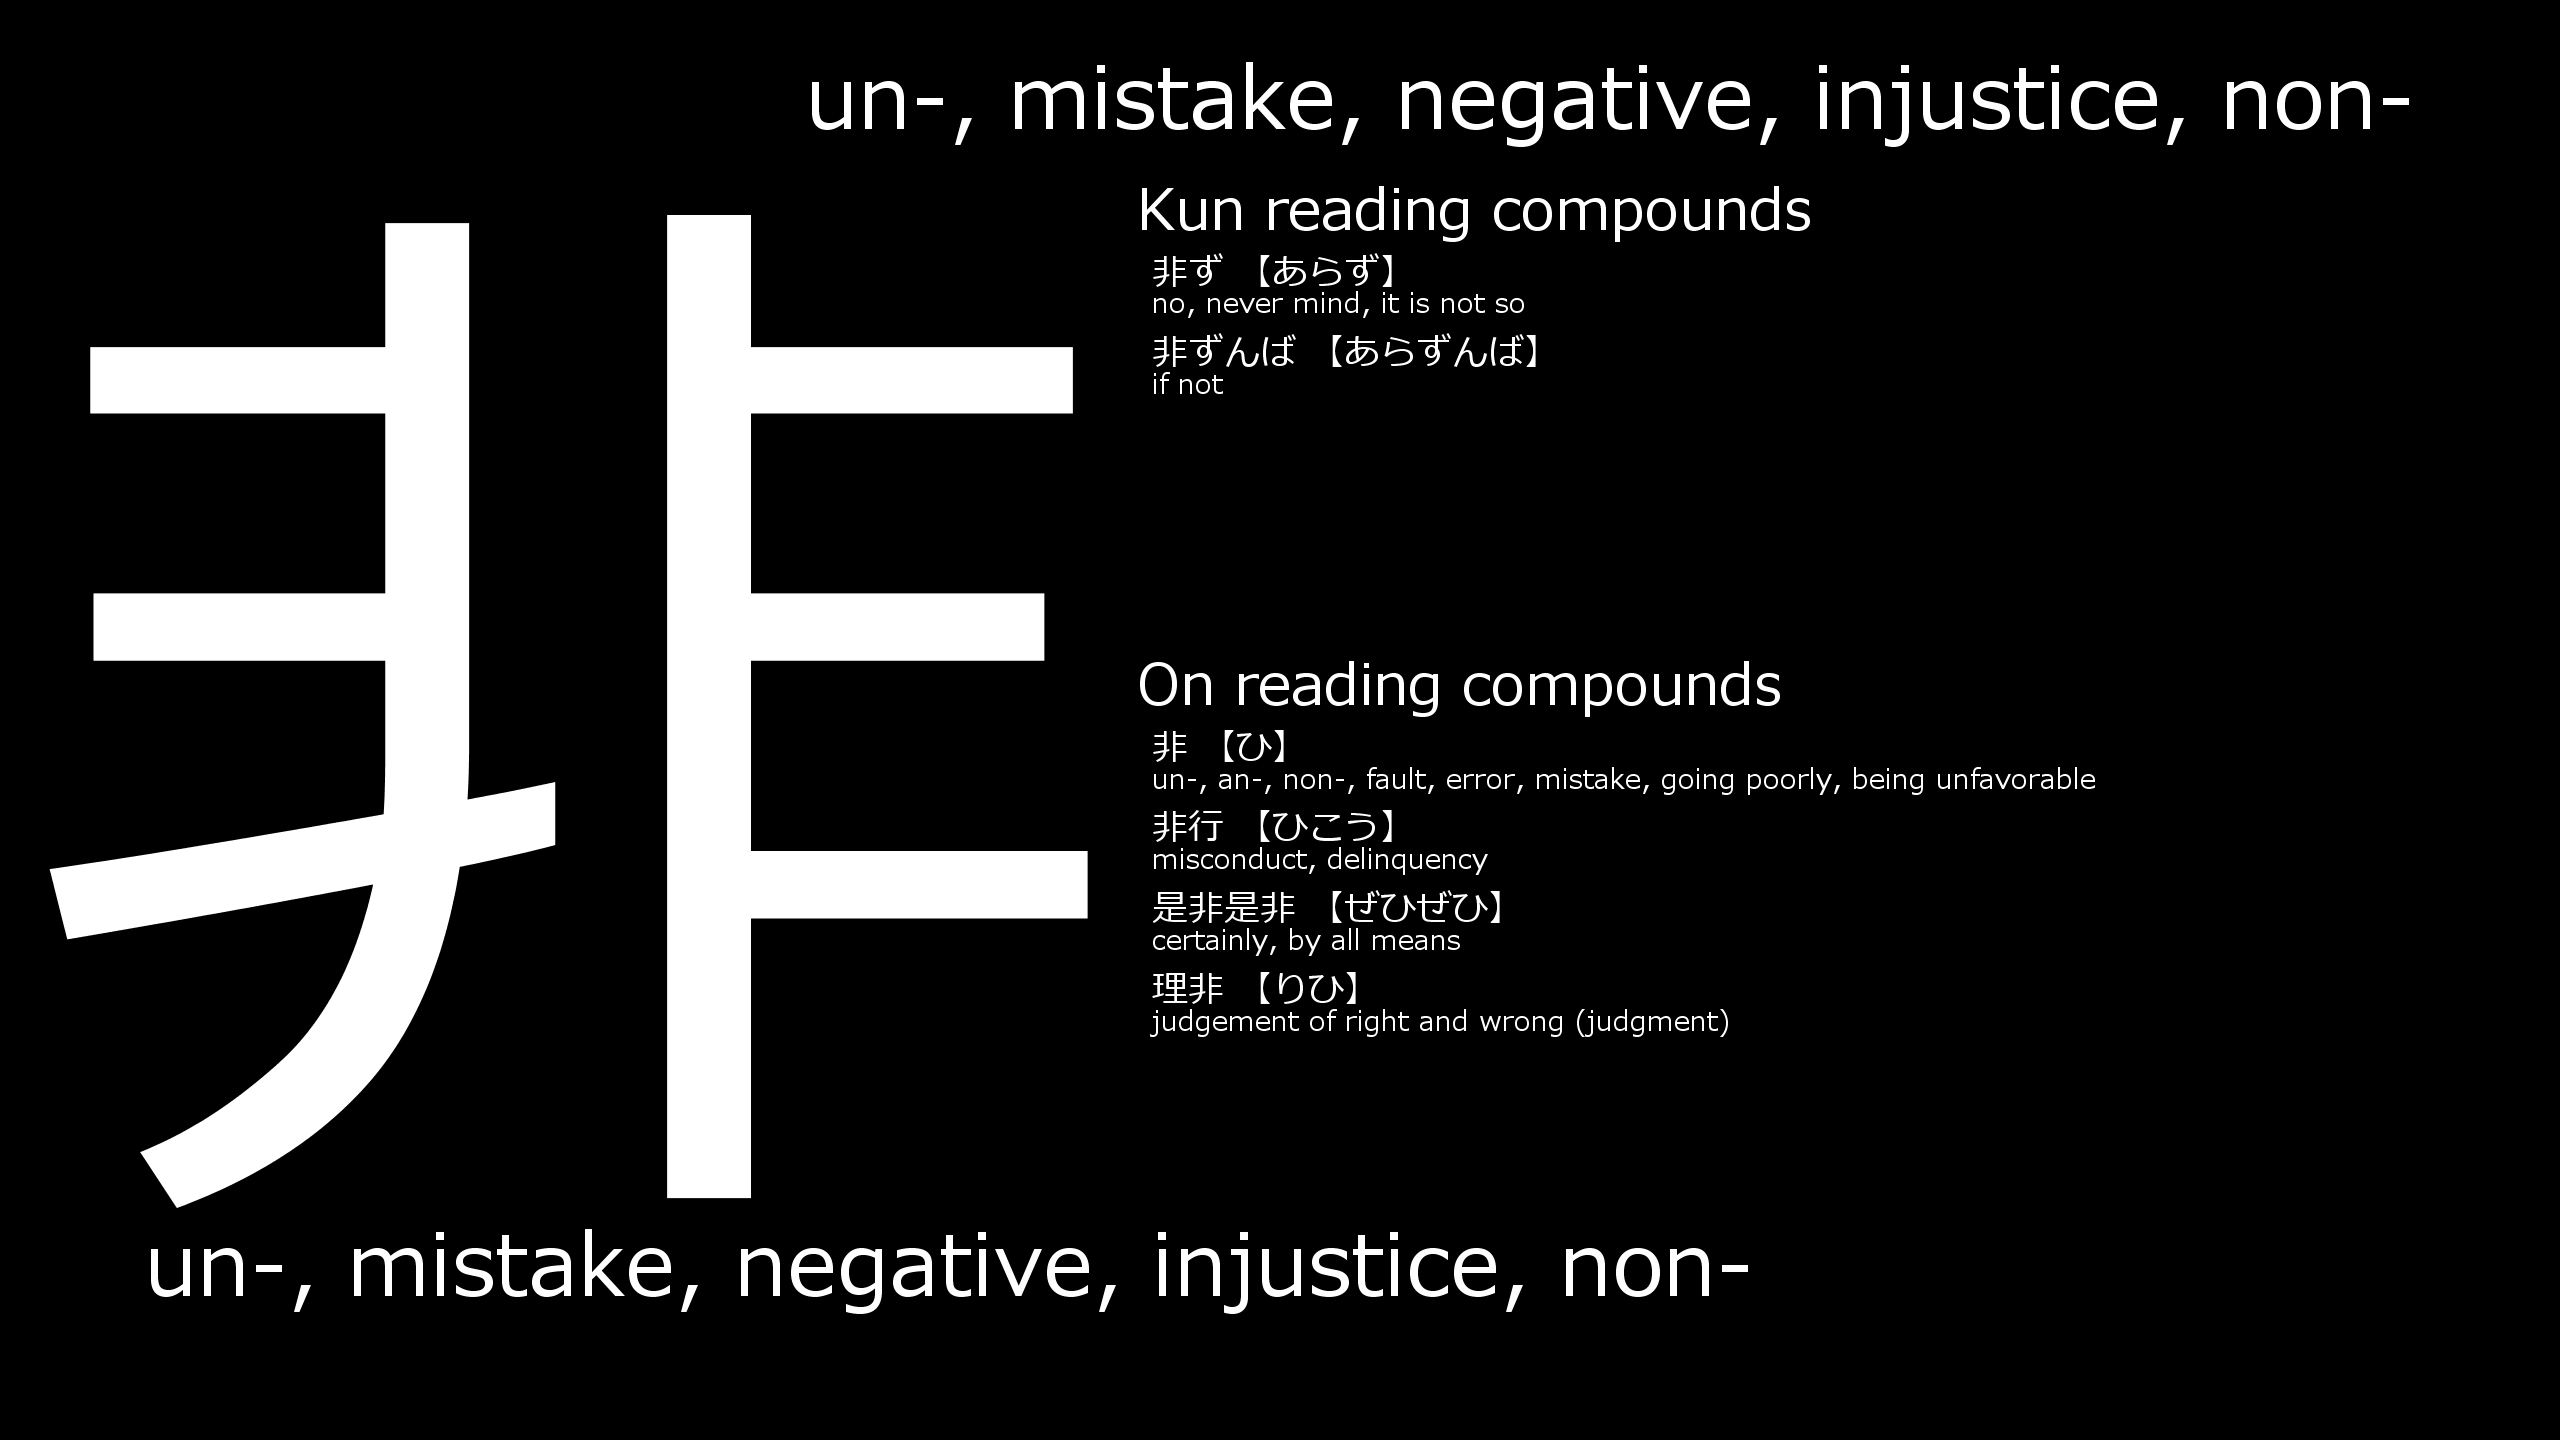 un-, mistake, negative, injustice, non-
非
Kun reading compounds
非ず 【あらず】
no, never mind, it is not so
非ずんば 【あらずんば】
if not
On reading compounds
非 【ひ】
un-, an-, non-, fault, error, mistake, going poorly, being unfavorable
非行 【ひこう】
misconduct, delinquency
是非是非 【ぜひぜひ】
certainly, by all means
理非 【りひ】
judgement of right and wrong (judgment)
un-, mistake, negative, injustice, non-